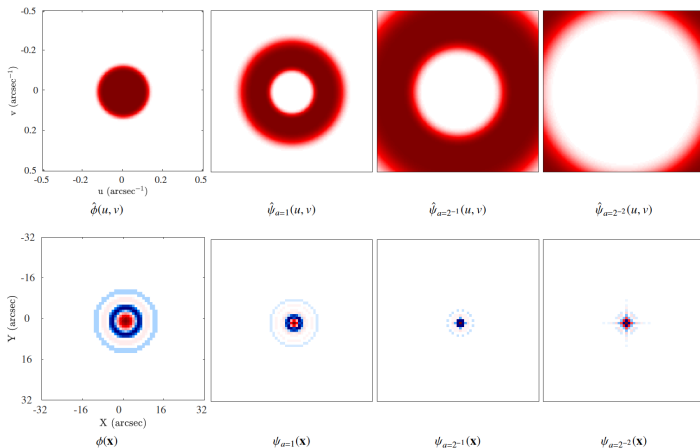 -0.5
-0.2
0
0.2
0.5
v (arcsec⁻¹)
-0.5 -0.2 0 0.2 0.5
u (arcsec⁻¹)
ϕ̂(u, v) ψ̂a=1(u, v) ψ̂a=2⁻¹(u, v) ψ̂a=2⁻²(u, v)
-32
-16
0
16
32
Y (arcsec)
-32 -16 0 16 32
X (arcsec)
ϕ(x) ψa=1(x) ψa=2⁻¹(x) ψa=2⁻²(x)